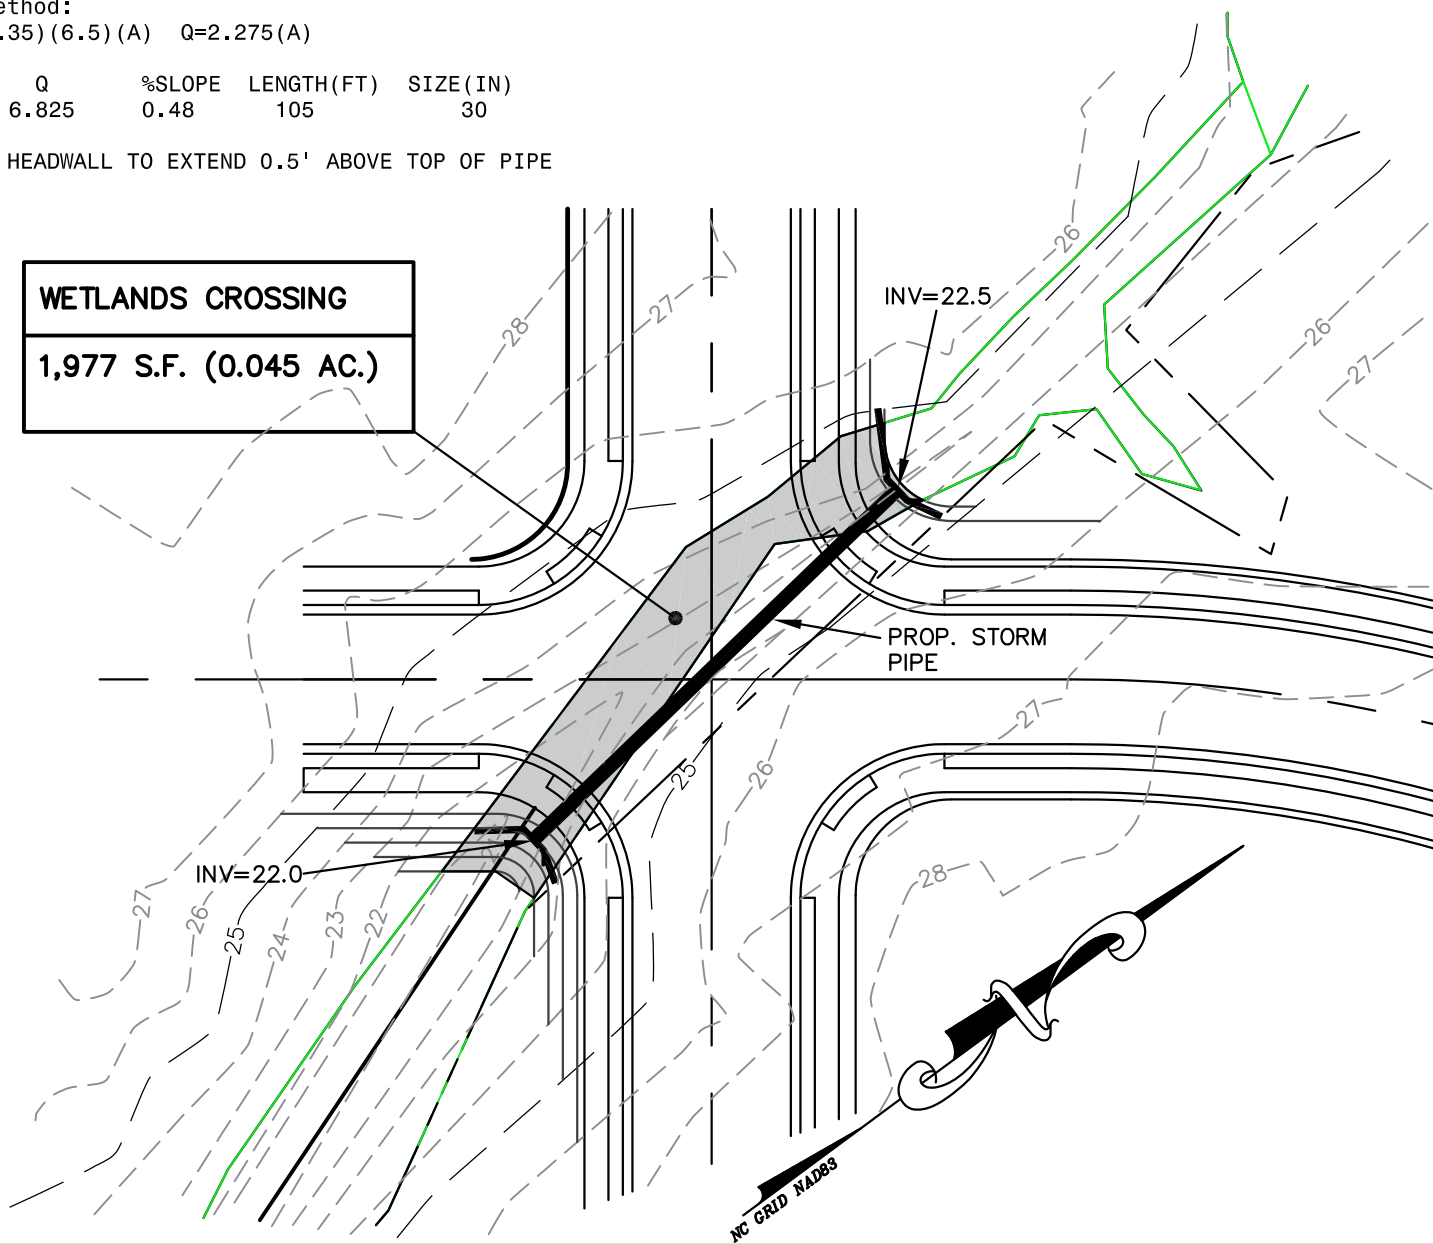 ethod:
.35)(6.5)(A)  Q=2.275(A)
Q  %SLOPE  LENGTH(FT)  SIZE(IN)
6.825  0.48  105  30
HEADWALL TO EXTEND 0.5' ABOVE TOP OF PIPE
WETLANDS CROSSING
1,977 S.F. (0.045 AC.)
28
27
26
INV=22.5
26
27
PROP. STORM
PIPE
27
25
26
28
INV=22.0
27
26
25
24
23
22
NC GRID NAD83